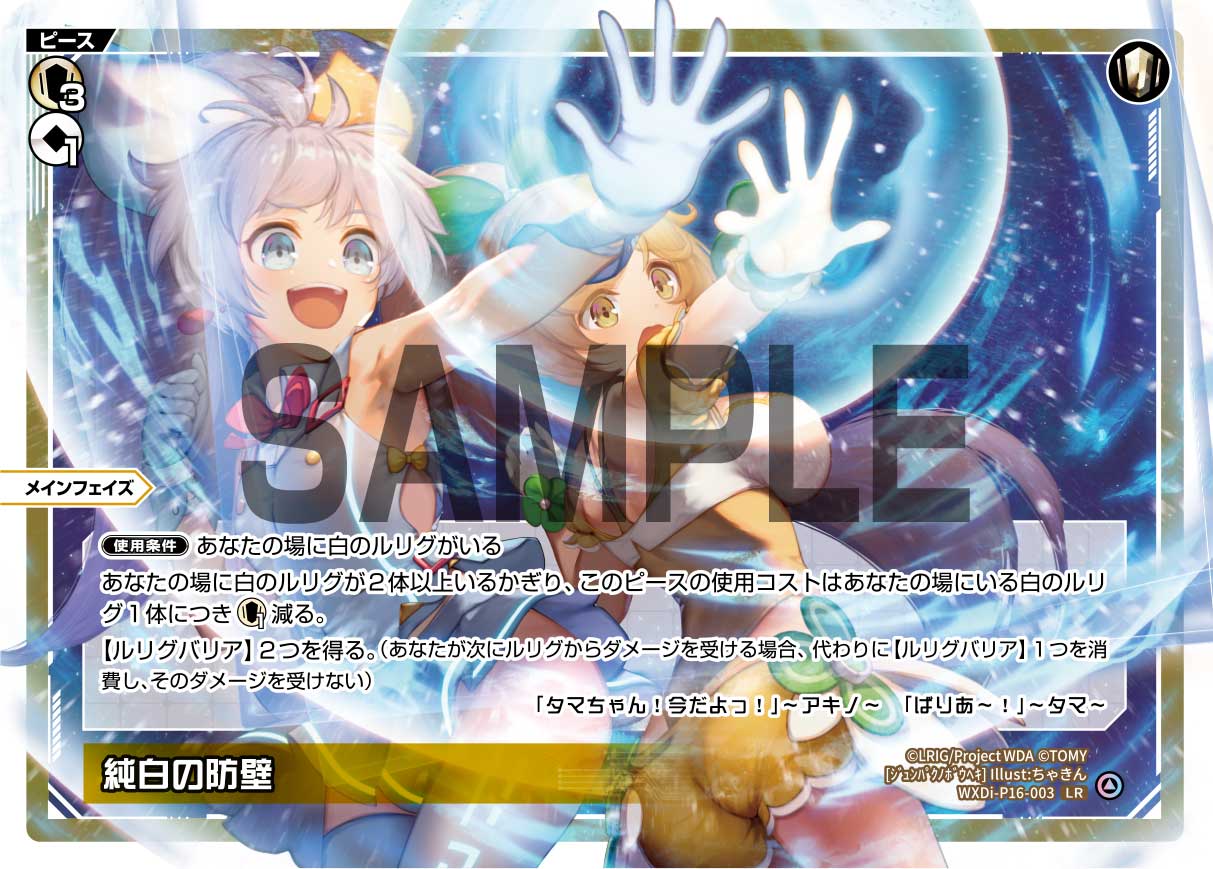 ピース
3
1
SAMPLE
メインフェイズ
使用条件 あなたの場に白のルリグがいる
あなたの場に白のルリグが2体以上いるかぎり、このピースの使用コストはあなたの場にいる白のルリ
グ1体につき 1 減る。
【ルリグバリア】2つを得る。(あなたが次にルリグからダメージを受ける場合、代わりに【ルリグバリア】1つを消
費し、そのダメージを受けない)
「タマちゃん!今だよっ!」~アキノ~ 「ばりあ~!」~タマ~
純白の防壁
©LRIG/Project WDA ©TOMY
[ジュンパクノボウヘキ] Illust:ちゃきん
WXDi-P16-003 LR